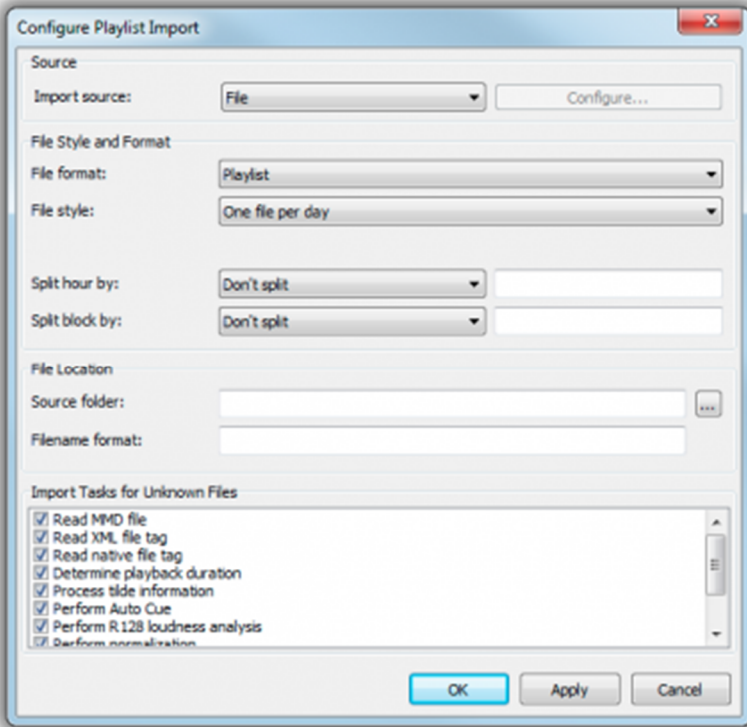 Configure Playlist Import
Source
Import source: File Configure...
File Style and Format
File format: Playlist
File style: One file per day
Split hour by: Don't split
Split block by: Don't split
File Location
Source folder: ...
Filename format:
Import Tasks for Unknown Files
Read MMD file
Read XML file tag
Read native file tag
Determine playback duration
Process tilde information
Perform Auto Cue
Perform R128 loudness analysis
Perform normalization
OK Apply Cancel